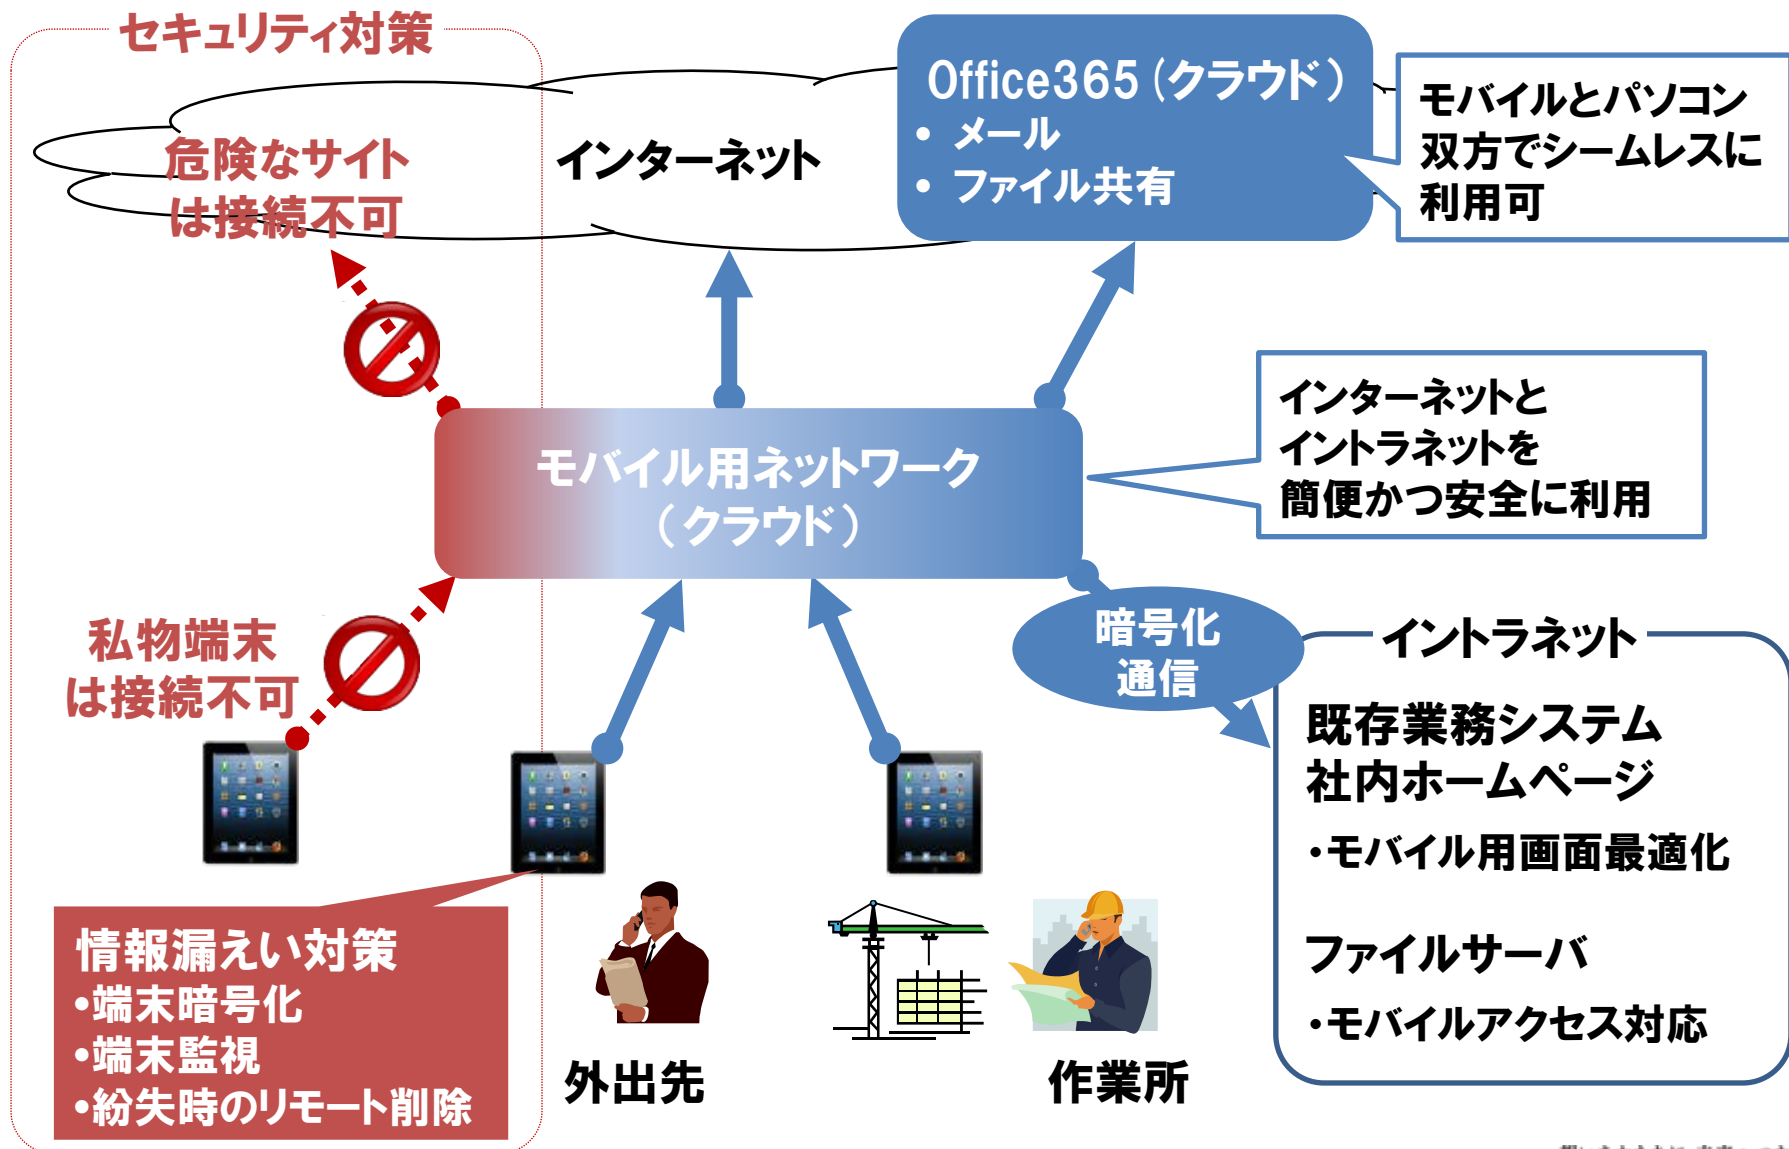 セキュリティ対策
Office365（クラウド）
• メール
• ファイル共有
モバイルとパソコン
双方でシームレスに
利用可
危険なサイト
は接続不可
インターネット
インターネットと
イントラネットを
簡便かつ安全に利用
モバイル用ネットワーク
（クラウド）
私物端末
は接続不可
暗号化
通信
イントラネット
既存業務システム
社内ホームページ
・モバイル用画面最適化
ファイルサーバ
・モバイルアクセス対応
情報漏えい対策
・端末暗号化
・端末監視
・紛失時のリモート削除
外出先
作業所